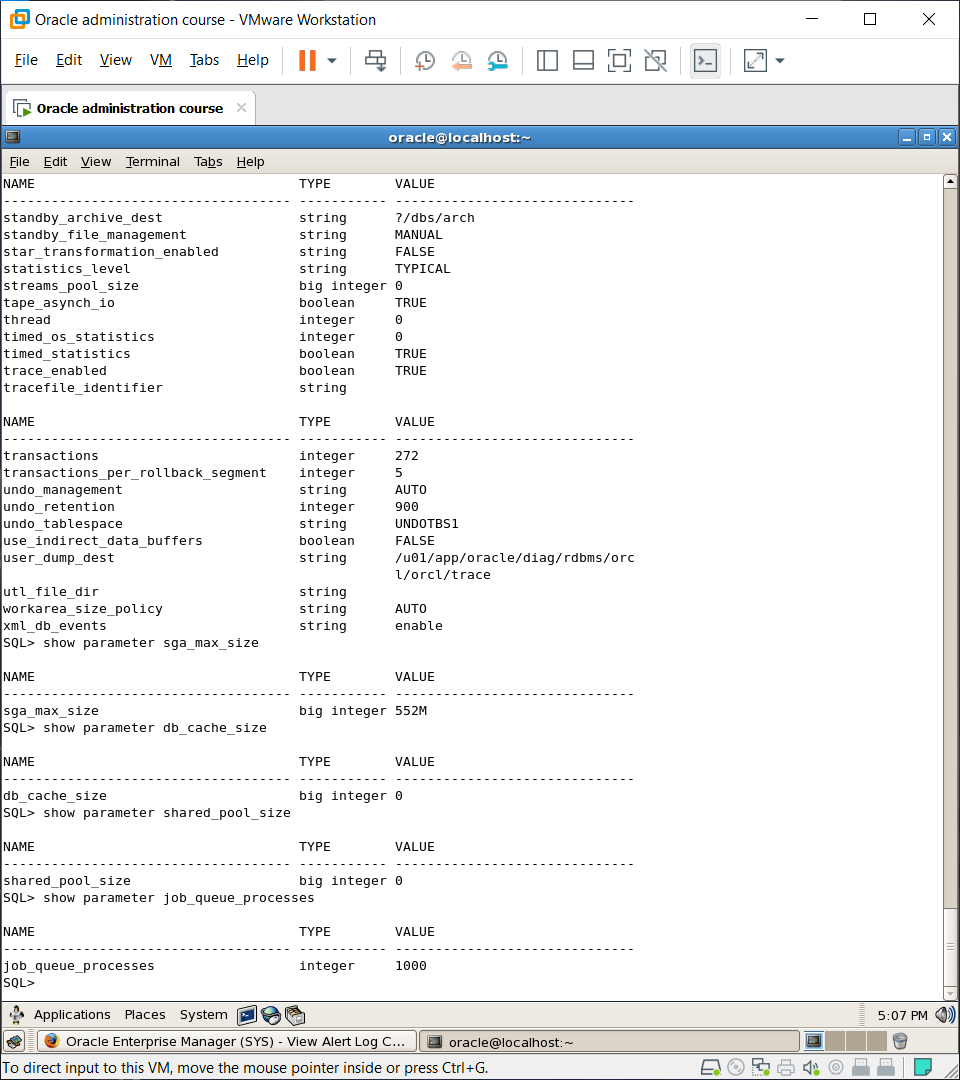 Oracle administration course - VMware Workstation
File Edit View VM Tabs Help
Oracle administration course
oracle@localhost:~
File Edit View Terminal Tabs Help
NAME                                 TYPE        VALUE
------------------------------------ ----------- ------------------------------
standby_archive_dest                 string      ?/dbs/arch
standby_file_management              string      MANUAL
star_transformation_enabled          string      FALSE
statistics_level                     string      TYPICAL
streams_pool_size                    big integer 0
tape_asynch_io                       boolean     TRUE
thread                               integer     0
timed_os_statistics                  integer     0
timed_statistics                     boolean     TRUE
trace_enabled                        boolean     TRUE
tracefile_identifier                 string
NAME                                 TYPE        VALUE
------------------------------------ ----------- ------------------------------
transactions                         integer     272
transactions_per_rollback_segment    integer     5
undo_management                      string      AUTO
undo_retention                       integer     900
undo_tablespace                      string      UNDOTBS1
use_indirect_data_buffers            boolean     FALSE
user_dump_dest                       string      /u01/app/oracle/diag/rdbms/orc
                                                 l/orcl/trace
utl_file_dir                         string
workarea_size_policy                 string      AUTO
xml_db_events                        string      enable
SQL> show parameter sga_max_size
NAME                                 TYPE        VALUE
------------------------------------ ----------- ------------------------------
sga_max_size                         big integer 552M
SQL> show parameter db_cache_size
NAME                                 TYPE        VALUE
------------------------------------ ----------- ------------------------------
db_cache_size                        big integer 0
SQL> show parameter shared_pool_size
NAME                                 TYPE        VALUE
------------------------------------ ----------- ------------------------------
shared_pool_size                     big integer 0
SQL> show parameter job_queue_processes
NAME                                 TYPE        VALUE
------------------------------------ ----------- ------------------------------
job_queue_processes                  integer     1000
SQL>
Applications Places System 5:07 PM
Oracle Enterprise Manager (SYS) - View Alert Log C... oracle@localhost:~
To direct input to this VM, move the mouse pointer inside or press Ctrl+G.